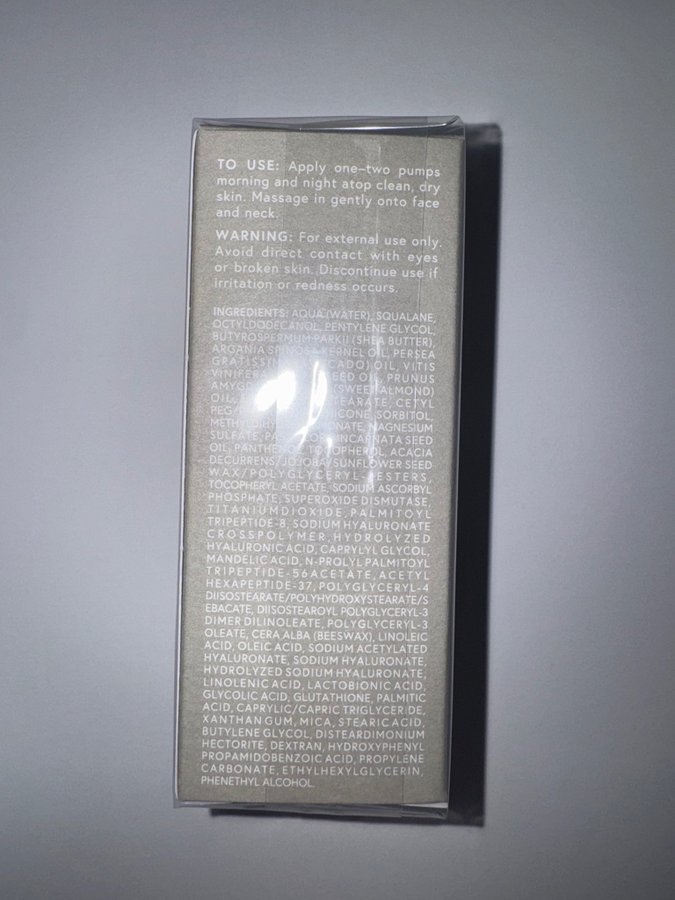 TO USE: Apply one–two pumps
morning and night atop clean, dry
skin. Massage in gently onto face
and neck.
WARNING: For external use only.
Avoid direct contact with eyes
or broken skin. Discontinue use if
irritation or redness occurs.
INGREDIENTS: AQUA (WATER), SQUALANE,
OCTYLDODECANOL, PENTYLENE GLYCOL,
BUTYROSPERMUM PARKII (SHEA BUTTER),
ARGANIA SPINOSA KERNEL OIL, PERSEA
OIL, VITIS
SEED OIL, PRUNUS
(SWEET ALMOND)
OIL, CETYL
SORBITOL,
MAGNESIUM
SULFATE, INCARNATA SEED
OIL, PANTHENOL, TOCOPHEROL, ACACIA
DECURRENS/JOJOBA/SUNFLOWER SEED
WAX/POLYGLYCERYL-3 ESTERS,
TOCOPHERYL ACETATE, SODIUM ASCORBYL
PHOSPHATE, SUPEROXIDE DISMUTASE,
TITANIUM DIOXIDE, PALMITOYL
TRIPEPTIDE-8, SODIUM HYALURONATE
CROSSPOLYMER, HYDROLYZED
HYALURONIC ACID, CAPRYLYL GLYCOL,
MANDELIC ACID, N-PROLYL PALMITOYL
TRIPEPTIDE-56 ACETATE, ACETYL
HEXAPEPTIDE-37, POLYGLYCERYL-4
DIISOSTEARATE/POLYHYDROXYSTEARATE/S
EBACATE, DIISOSTEAROYL POLYGLYCERYL-3
DIMER DILINOLEATE, POLYGLYCERYL-3
OLEATE, CERA ALBA (BEESWAX), LINOLEIC
ACID, OLEIC ACID, SODIUM ACETYLATED
HYALURONATE, SODIUM HYALURONATE,
HYDROLYZED SODIUM HYALURONATE,
LINOLENIC ACID, LACTOBIONIC ACID,
GLYCOLIC ACID, GLUTATHIONE, PALMITIC
ACID, CAPRYLIC/CAPRIC TRIGLYCERIDE,
XANTHAN GUM, MICA, STEARIC ACID,
BUTYLENE GLYCOL, DISTEARDIMONIUM
HECTORITE, DEXTRAN, HYDROXYPHENYL
PROPAMIDOBENZOIC ACID, PROPYLENE
CARBONATE, ETHYLHEXYLGLYCERIN,
PHENETHYL ALCOHOL.